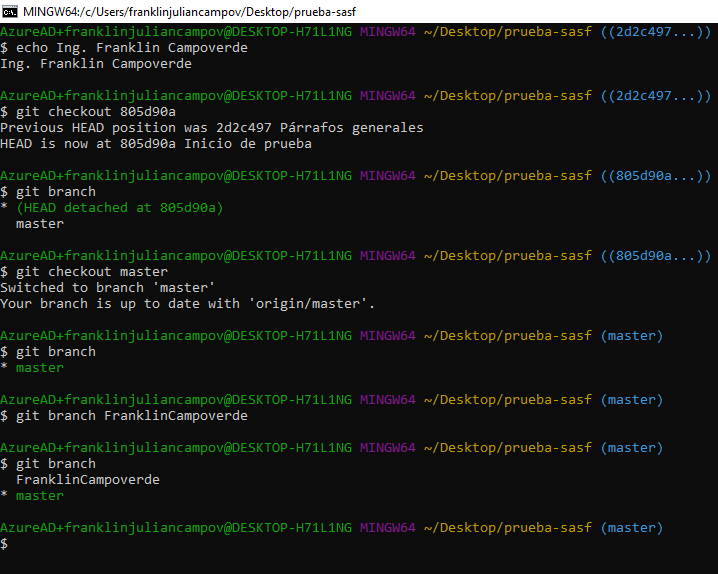 MINGW64:/c/Users/franklinjuliancampov/Desktop/prueba-sasf
AzureAD+franklinjuliancampov@DESKTOP-H71L1NG MINGW64 ~/Desktop/prueba-sasf ((2d2c497...))
$ echo Ing. Franklin Campoverde
Ing. Franklin Campoverde
AzureAD+franklinjuliancampov@DESKTOP-H71L1NG MINGW64 ~/Desktop/prueba-sasf ((2d2c497...))
$ git checkout 805d90a
Previous HEAD position was 2d2c497 Párrafos generales
HEAD is now at 805d90a Inicio de prueba
AzureAD+franklinjuliancampov@DESKTOP-H71L1NG MINGW64 ~/Desktop/prueba-sasf ((805d90a...))
$ git branch
* (HEAD detached at 805d90a)
  master
AzureAD+franklinjuliancampov@DESKTOP-H71L1NG MINGW64 ~/Desktop/prueba-sasf ((805d90a...))
$ git checkout master
Switched to branch 'master'
Your branch is up to date with 'origin/master'.
AzureAD+franklinjuliancampov@DESKTOP-H71L1NG MINGW64 ~/Desktop/prueba-sasf (master)
$ git branch
* master
AzureAD+franklinjuliancampov@DESKTOP-H71L1NG MINGW64 ~/Desktop/prueba-sasf (master)
$ git branch FranklinCampoverde
AzureAD+franklinjuliancampov@DESKTOP-H71L1NG MINGW64 ~/Desktop/prueba-sasf (master)
$ git branch
  FranklinCampoverde
* master
AzureAD+franklinjuliancampov@DESKTOP-H71L1NG MINGW64 ~/Desktop/prueba-sasf (master)
$